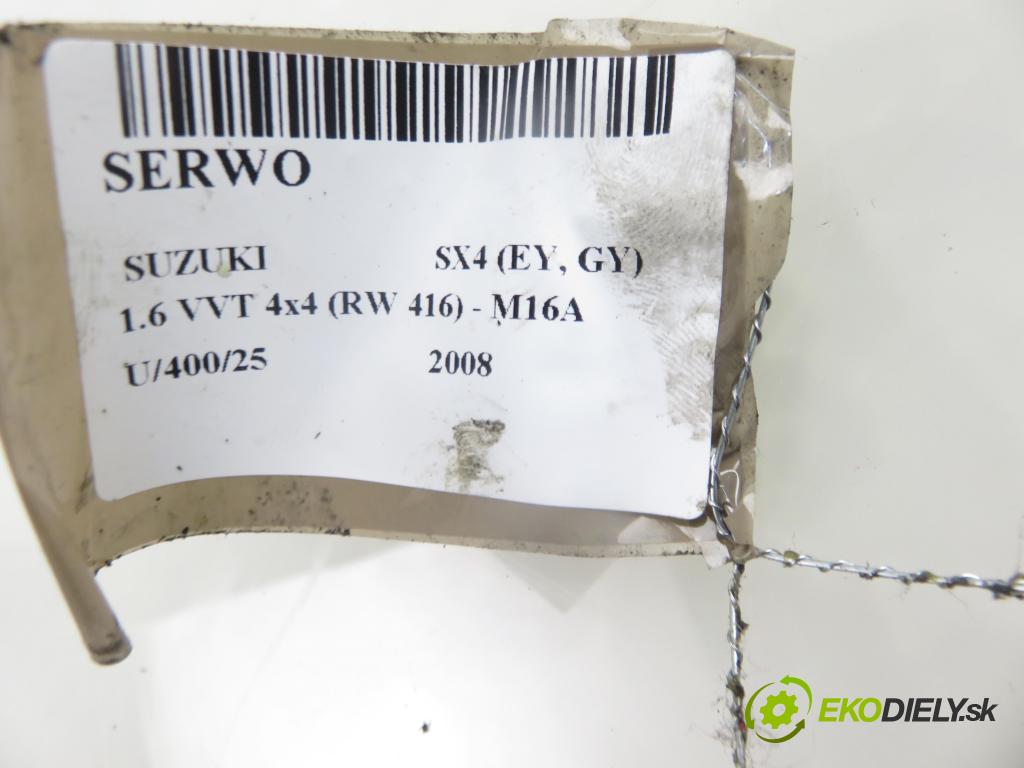 SERWO
SUZUKI SX4 (EY, GY)
1.6 VVT 4x4 (RW 416) - M16A
U/400/25 2008
EKODIELY.sk